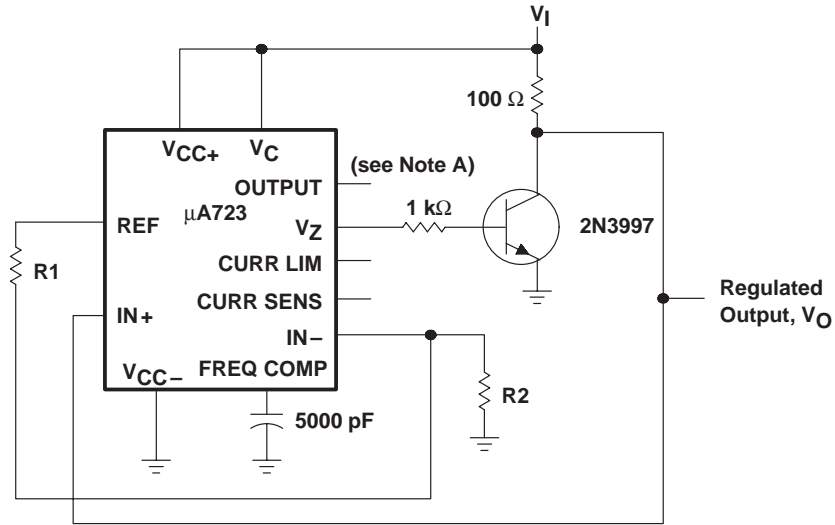 VI
100 Ω
VCC+
VC
(see Note A)
OUTPUT
μA723
1 kΩ
REF
VZ
2N3997
R1
CURR LIM
CURR SENS
Regulated
Output, VO
IN+
IN−
VCC−
FREQ COMP
R2
5000 pF